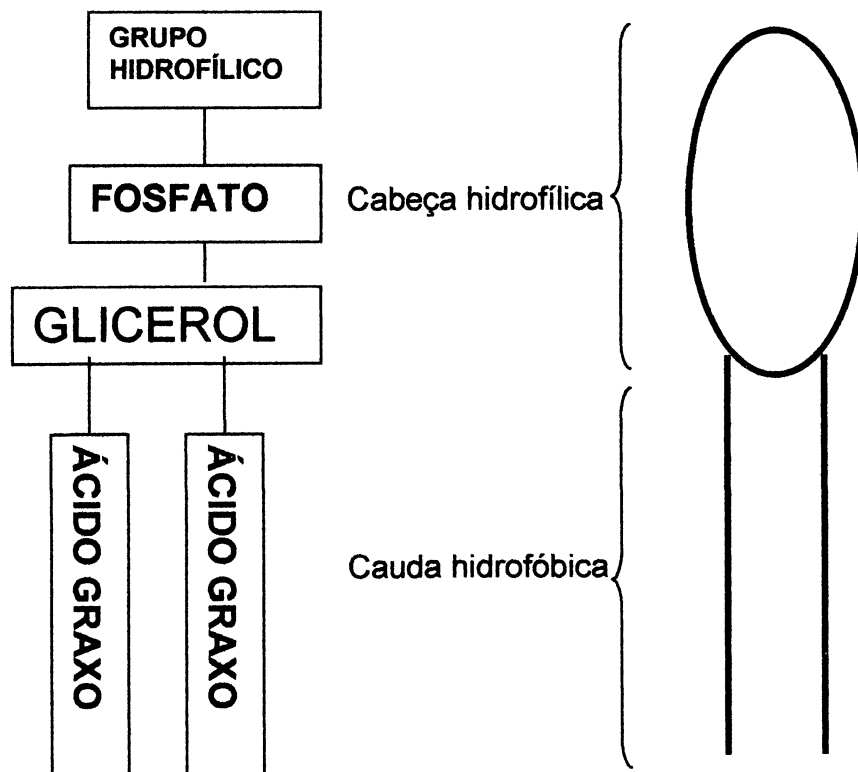 GRUPO
HIDROFÍLICO
FOSFATO
Cabeça hidrofílica
GLICEROL
ÁCIDO GRAXO
ÁCIDO GRAXO
Cauda hidrofóbica